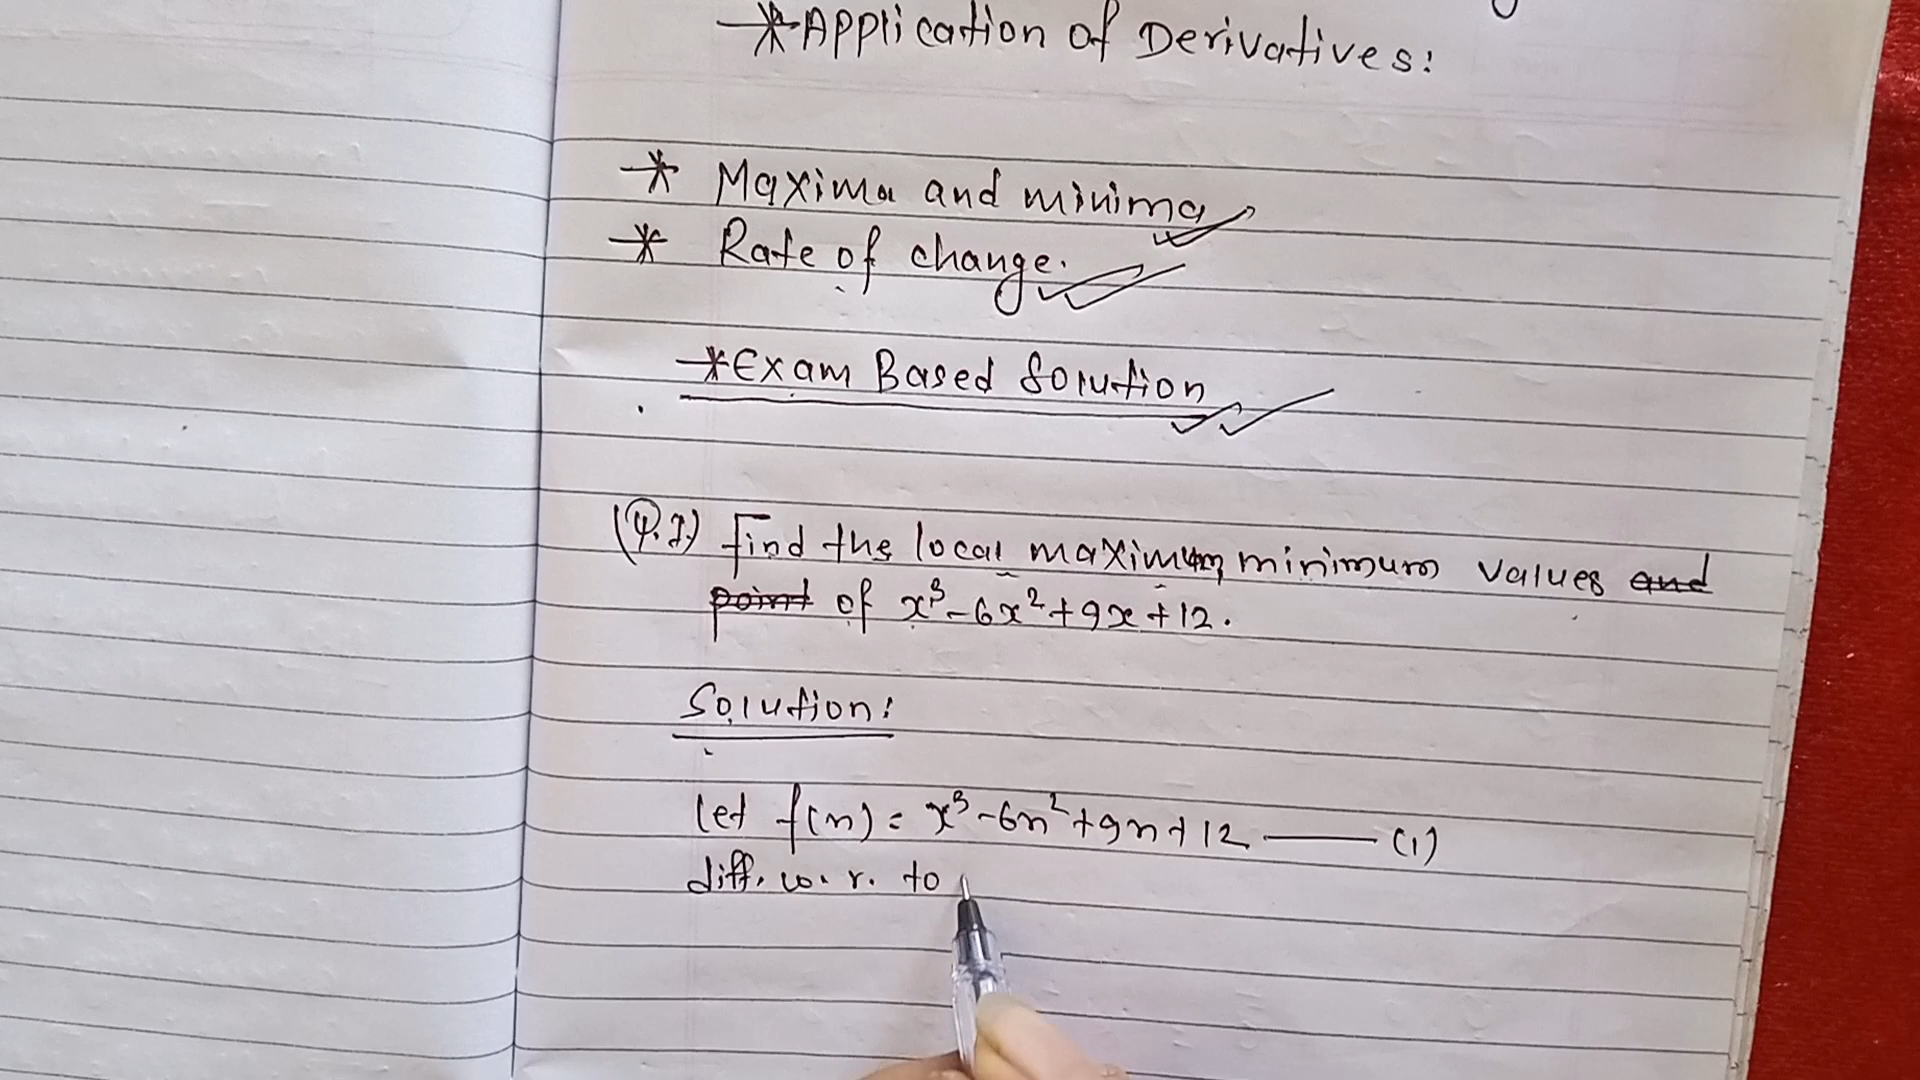 * Application of Derivatives:
* Maxima and minima
* Rate of change.
* Exam Based Solution
(Q.1) find the local maximum minimum values and
point of x³-6x²+9x+12.
Solution:
let f(x) = x³-6x²+9x+12 —— (1)
diff. w. r. to